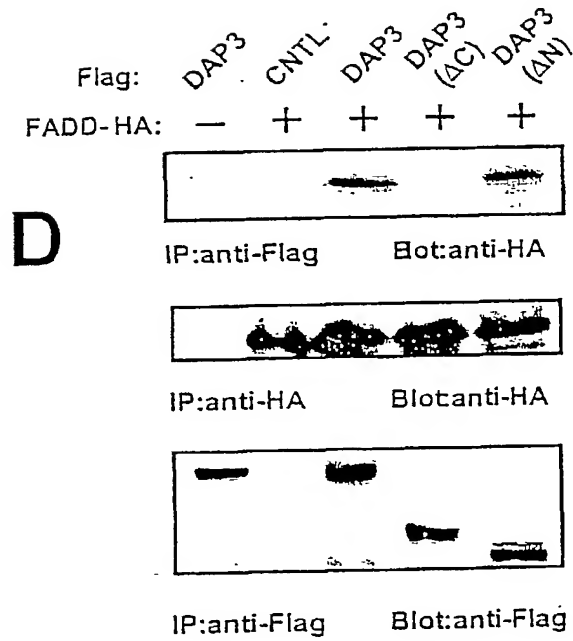 Flag: DAP3 CNTL DAP3 DAP3 (ΔC) DAP3 (ΔN)
FADD-HA: — + + + +
D
IP:anti-Flag Blot:anti-HA
IP:anti-HA Blot:anti-HA
IP:anti-Flag Blot:anti-Flag